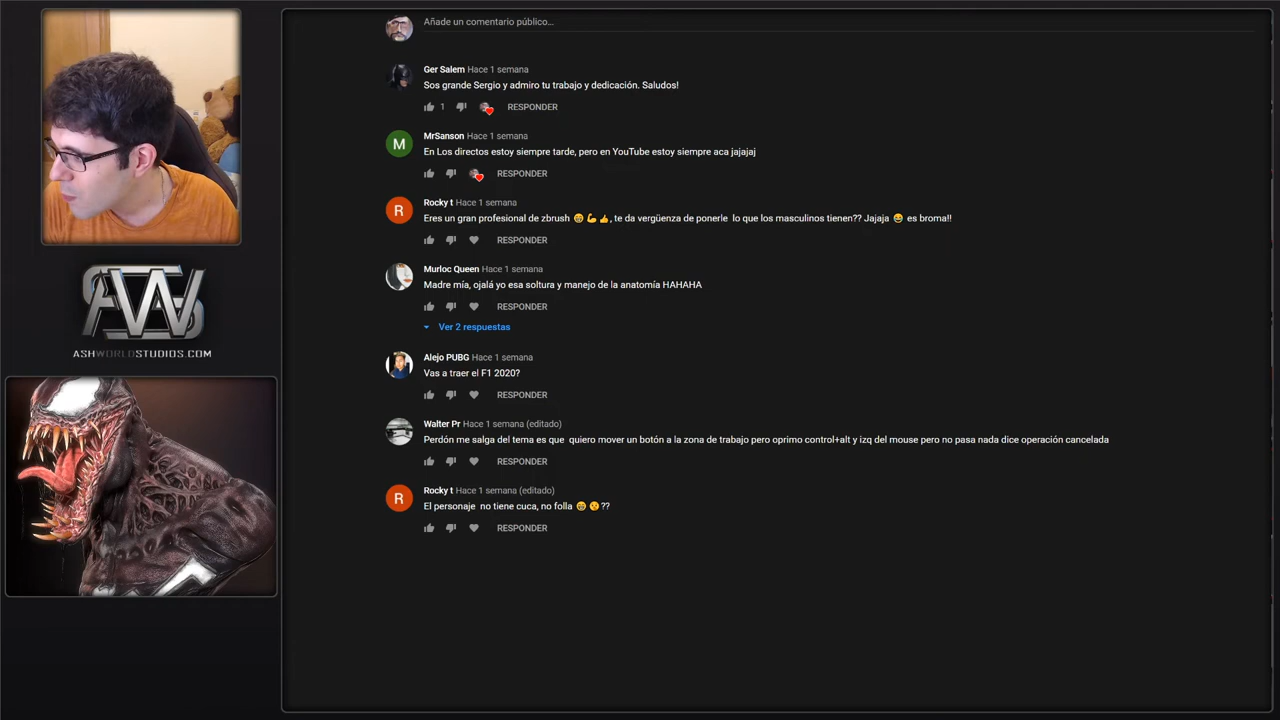 Añade un comentario público...
Ger Salem Hace 1 semana
Sos grande Sergio y admiro tu trabajo y dedicación. Saludos!
1 RESPONDER
M
MrSanson Hace 1 semana
En Los directos estoy siempre tarde, pero en YouTube estoy siempre aca jajajaj
RESPONDER
R
Rocky t Hace 1 semana
Eres un gran profesional de zbrush 😁💪👍, te da vergüenza de ponerle lo que los masculinos tienen?? Jajaja 😅 es broma!!
RESPONDER
Murloc Queen Hace 1 semana
Madre mía, ojalá yo esa soltura y manejo de la anatomía HAHAHA
RESPONDER
Ver 2 respuestas
Alejo PUBG Hace 1 semana
Vas a traer el F1 2020?
RESPONDER
Walter Pr Hace 1 semana (editado)
Perdón me salga del tema es que quiero mover un botón a la zona de trabajo pero oprimo control+alt y izq del mouse pero no pasa nada dice operación cancelada
RESPONDER
R
Rocky t Hace 1 semana (editado)
El personaje no tiene cuca, no folla 😁😯??
RESPONDER
ASW
ASHWORLDSTUDIOS.COM